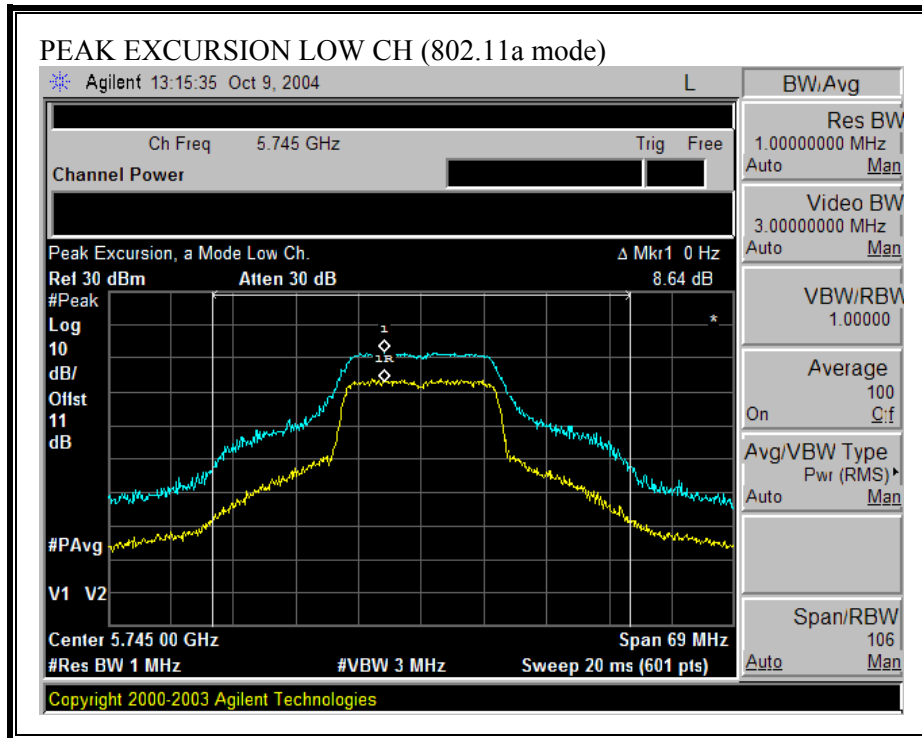 PEAK EXCURSION LOW CH (802.11a mode)
Agilent 13:15:35 Oct 9, 2004 L
BW/Avg
Ch Freq 5.745 GHz Trig Free
Channel Power
Peak Excursion, a Mode Low Ch.
Δ Mkr1 0 Hz
Ref 30 dBm Atten 30 dB 8.64 dB
#Peak
Log
10
dB/
Offst
11
dB
1
1R
*
#PAvg
V1 V2
Center 5.745 00 GHz Span 69 MHz
#Res BW 1 MHz #VBW 3 MHz Sweep 20 ms (601 pts)
Copyright 2000-2003 Agilent Technologies
Res BW
1.00000000 MHz
Auto Man
Video BW
3.00000000 MHz
Auto Man
VBW/RBW
1.00000
Average
100
On
Avg/VBW Type
Pwr (RMS)
Auto Man
Span/RBW
106
Auto Man